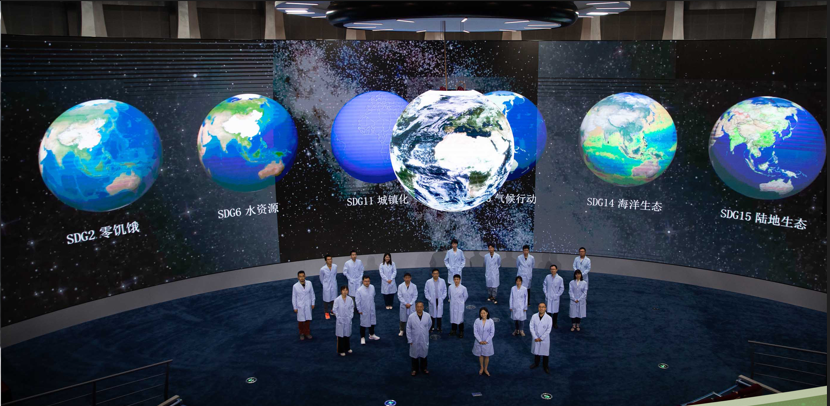 SDG2 零饥饿
SDG6 水资源
SDG11 城镇化
气候行动
SDG14 海洋生态
SDG15 陆地生态